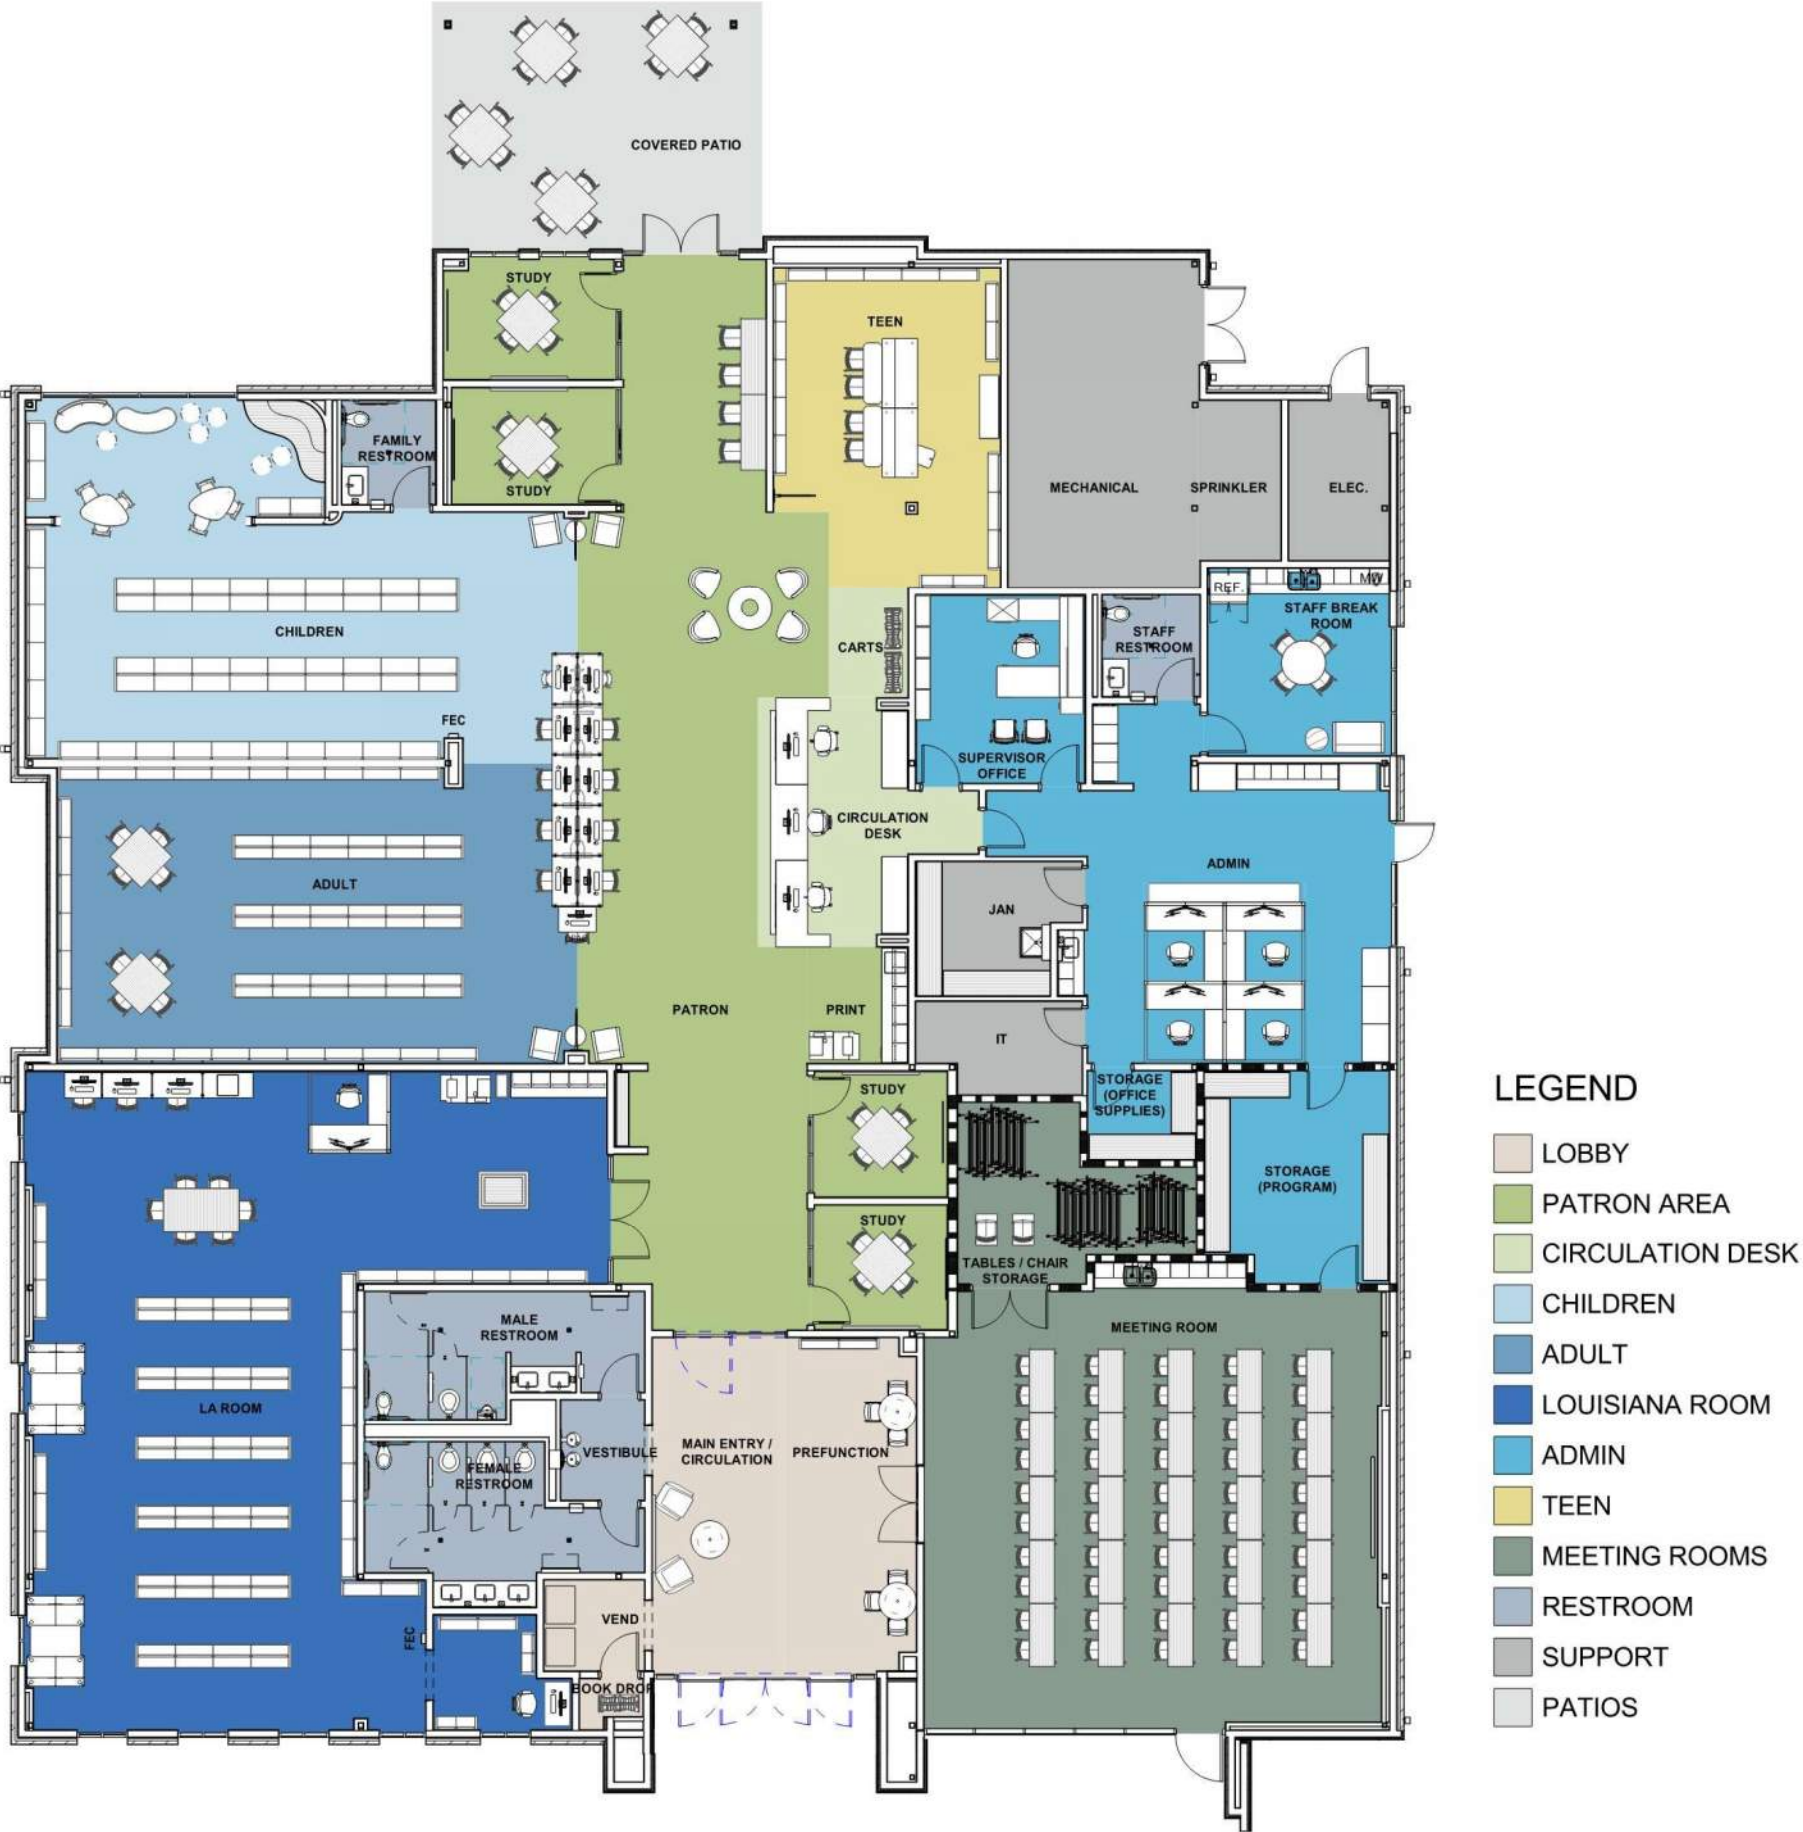 COVERED PATIO
STUDY
TEEN
FAMILY
RESTROOM
STUDY
MECHANICAL
SPRINKLER
ELEC.
REF.
MW
STAFF BREAK
ROOM
CHILDREN
CARTS
STAFF
RESTROOM
FEC
SUPERVISOR
OFFICE
CIRCULATION
DESK
ADMIN
ADULT
JAN
PATRON
PRINT
IT
STUDY
STORAGE
(OFFICE
SUPPLIES)
STORAGE
(PROGRAM)
STUDY
TABLES / CHAIR
STORAGE
MALE
RESTROOM
MEETING ROOM
LA ROOM
VESTIBULE
MAIN ENTRY /
CIRCULATION
PREFUNCTION
FEMALE
RESTROOM
VEND
FEC
BOOK DROP
LEGEND
LOBBY
PATRON AREA
CIRCULATION DESK
CHILDREN
ADULT
LOUISIANA ROOM
ADMIN
TEEN
MEETING ROOMS
RESTROOM
SUPPORT
PATIOS